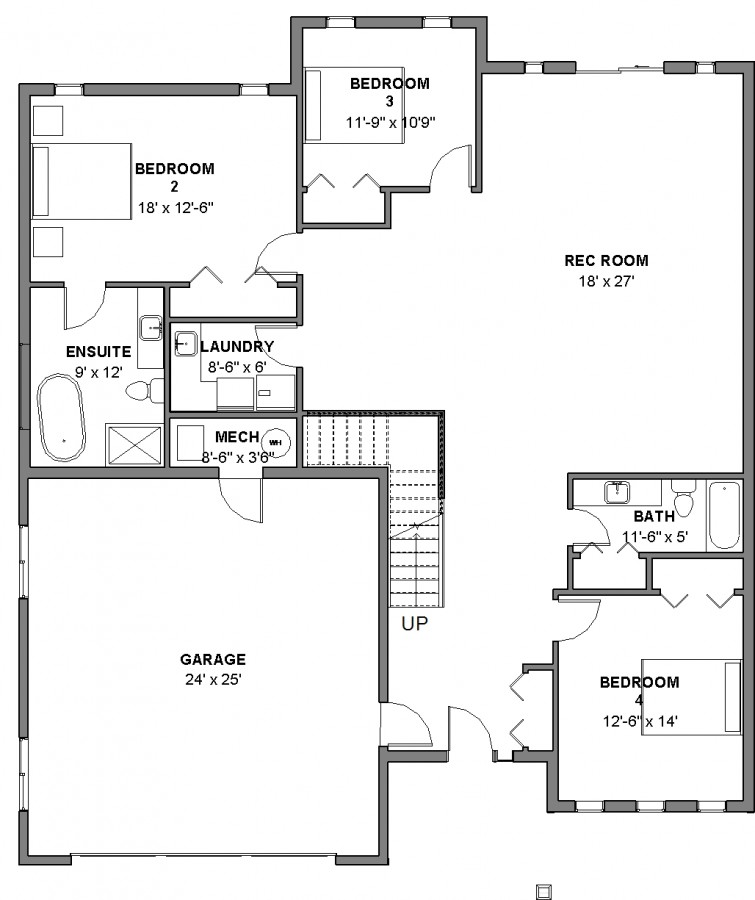 BEDROOM
3
11'-9" x 10'9"
BEDROOM
2
18' x 12'-6"
REC ROOM
18' x 27'
ENSUITE
9' x 12'
LAUNDRY
8'-6" x 6'
MECH
8'-6" x 3'6"
WH
BATH
11'-6" x 5'
UP
GARAGE
24' x 25'
BEDROOM
4
12'-6" x 14'